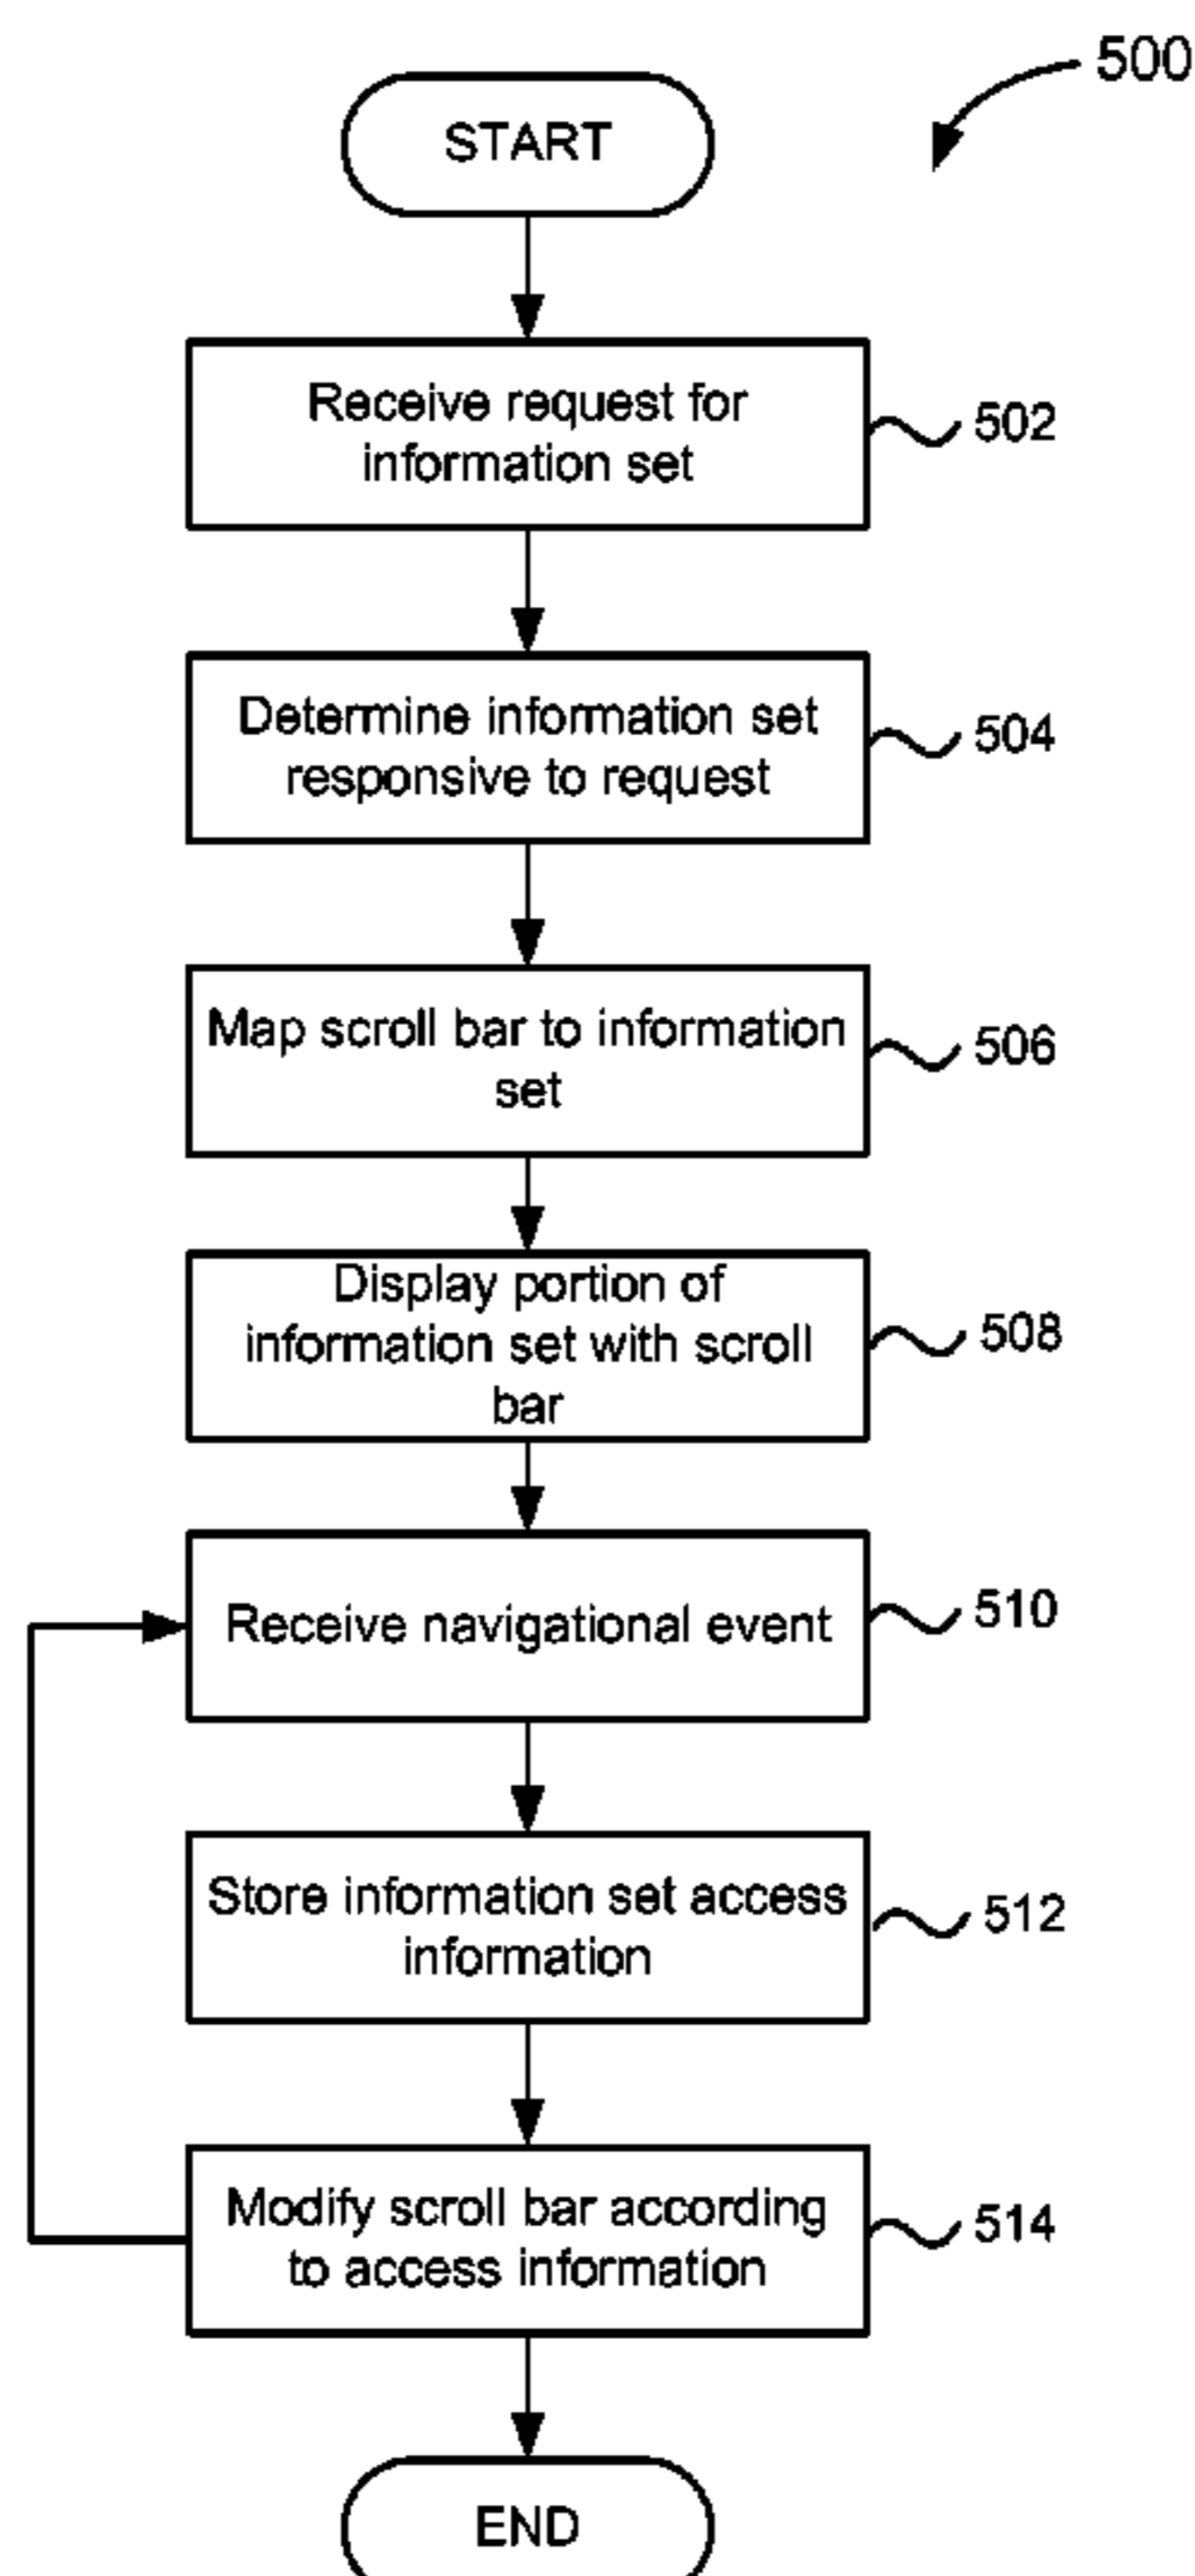 500
START
Receive request for
information set
502
Determine information set
responsive to request
504
Map scroll bar to information
set
506
Display portion of
information set with scroll
bar
508
Receive navigational event
510
Store information set access
information
512
Modify scroll bar according
to access information
514
END